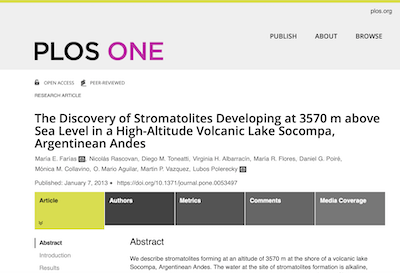 plos.org
PLOS ONE
PUBLISH ABOUT BROWSE
OPEN ACCESS PEER-REVIEWED
RESEARCH ARTICLE
The Discovery of Stromatolites Developing at 3570 m above
Sea Level in a High-Altitude Volcanic Lake Socompa,
Argentinean Andes
María E. Farías, Nicolás Rascovan, Diego M. Toneatti, Virginia H. Albarracín, María R. Flores, Daniel G. Poiré,
Mónica M. Collavino, O. Mario Aguilar, Martin P. Vazquez, Lubos Polerecky
Published: January 7, 2013 • https://doi.org/10.1371/journal.pone.0053497
Article Authors Metrics Comments Media Coverage
Abstract
Introduction
Results
Abstract
We describe stromatolites forming at an altitude of 3570 m at the shore of a volcanic lake
Socompa, Argentinean Andes. The water at the site of stromatolites formation is alkaline,